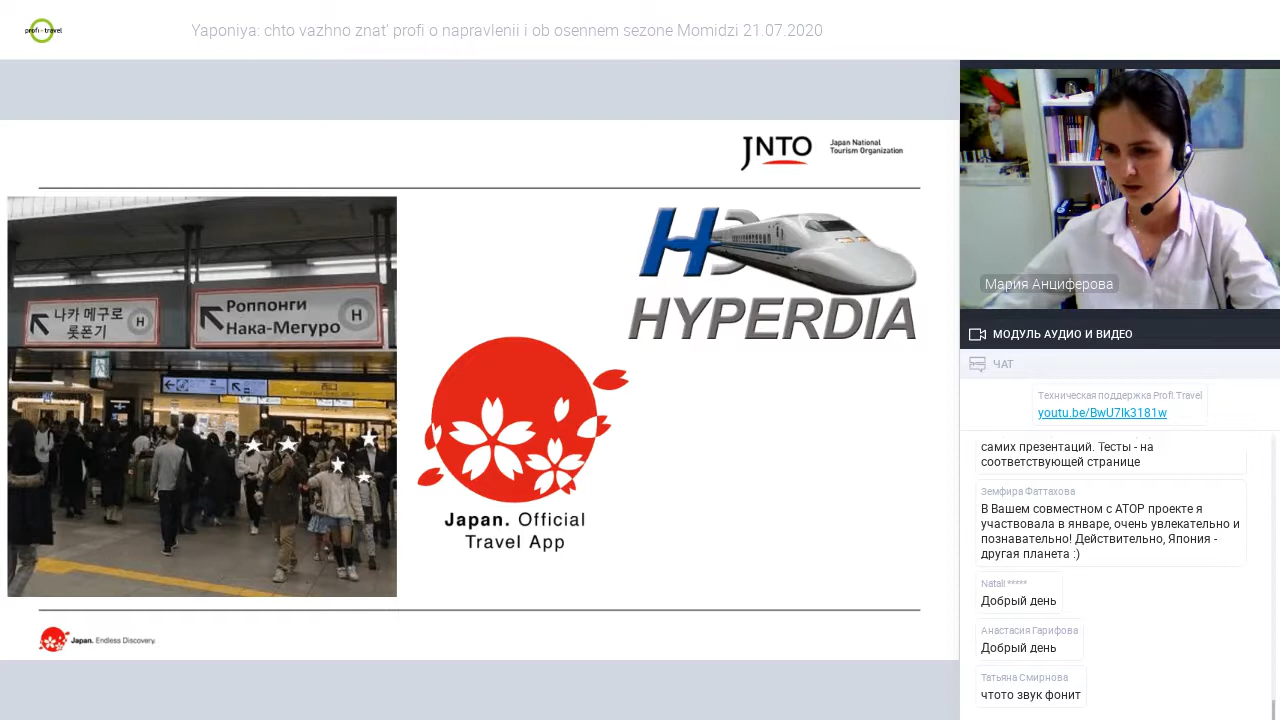 profi travel
Yaponiya: chto vazhno znat' profi o napravlenii i ob osennem sezone Momidzi 21.07.2020
JNTO
Japan National
Tourism Organization
나카 메구로
롯폰기
H
Роппонги
Нака-Мегуро
H
HD
HYPERDIA
Japan. Official
Travel App
Japan. Endless Discovery.
Мария Анциферова
МОДУЛЬ АУДИО И ВИДЕО
ЧАТ
Техническая поддержка Profi Travel
самих презентаций. Тесты - на
соответствующей странице
Земфира Фаттахова
В Вашем совместном с АТОР проекте я
участвовала в январе, очень увлекательно и
познавательно! Действительно, Япония -
другая планета :)
Natali *****
Добрый день
Анастасия Гарифова
Добрый день
Татьяна Смирнова
чтото звук фонит